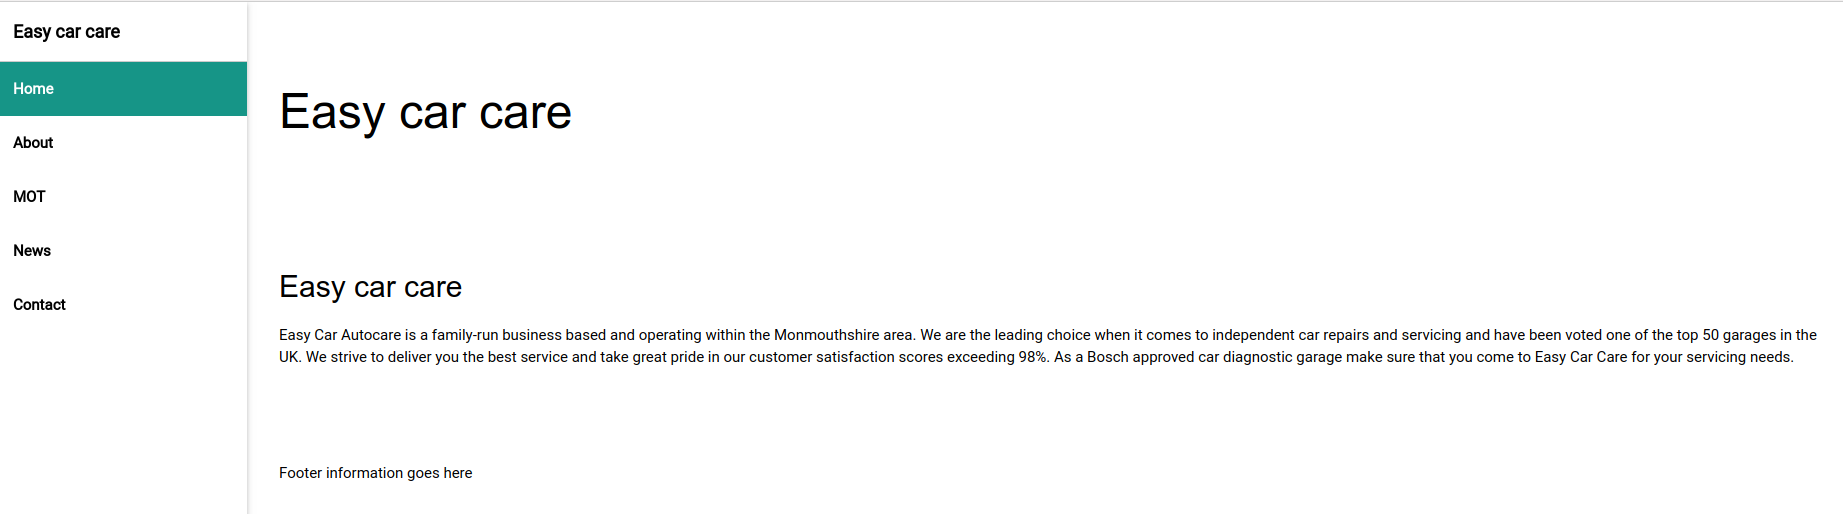 Easy car care
Home
About
MOT
News
Contact
Easy car care
Easy car care
Easy Car Autocare is a family-run business based and operating within the Monmouthshire area. We are the leading choice when it comes to independent car repairs and servicing and have been voted one of the top 50 garages in the
UK. We strive to deliver you the best service and take great pride in our customer satisfaction scores exceeding 98%. As a Bosch approved car diagnostic garage make sure that you come to Easy Car Care for your servicing needs.
Footer information goes here